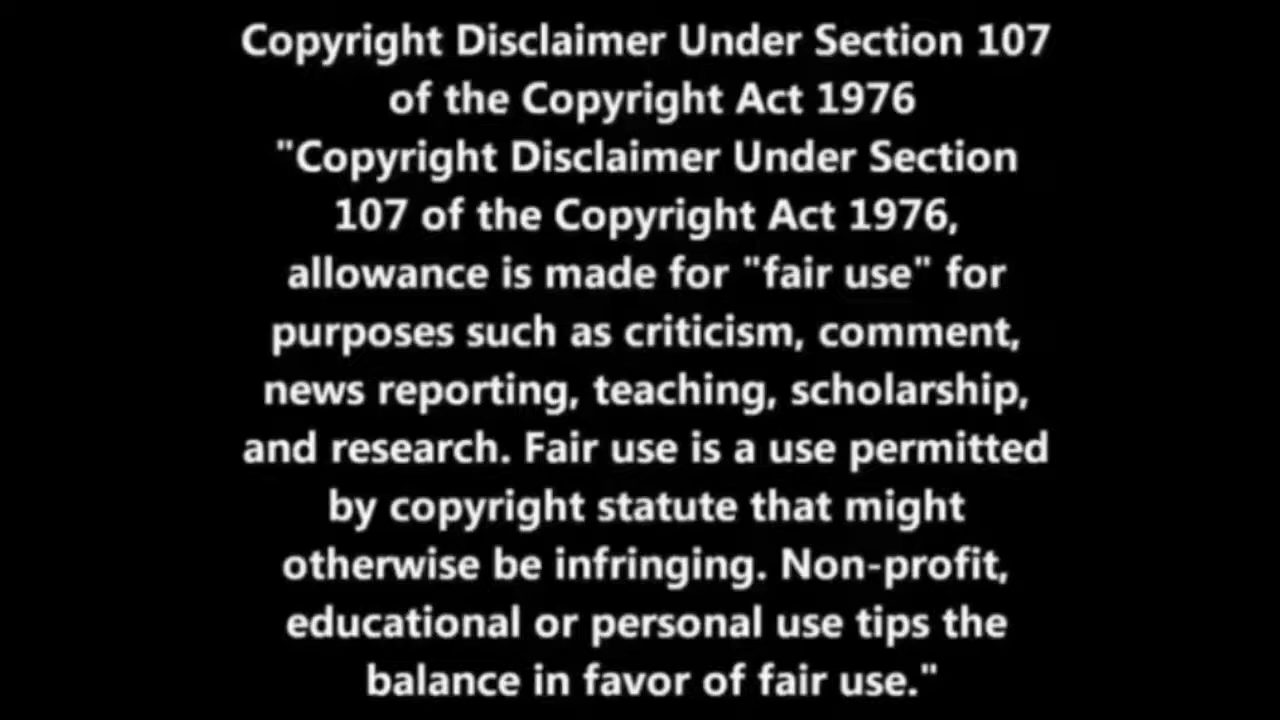 Copyright Disclaimer Under Section 107
of the Copyright Act 1976
"Copyright Disclaimer Under Section
107 of the Copyright Act 1976,
allowance is made for "fair use" for
purposes such as criticism, comment,
news reporting, teaching, scholarship,
and research. Fair use is a use permitted
by copyright statute that might
otherwise be infringing. Non-profit,
educational or personal use tips the
balance in favor of fair use."